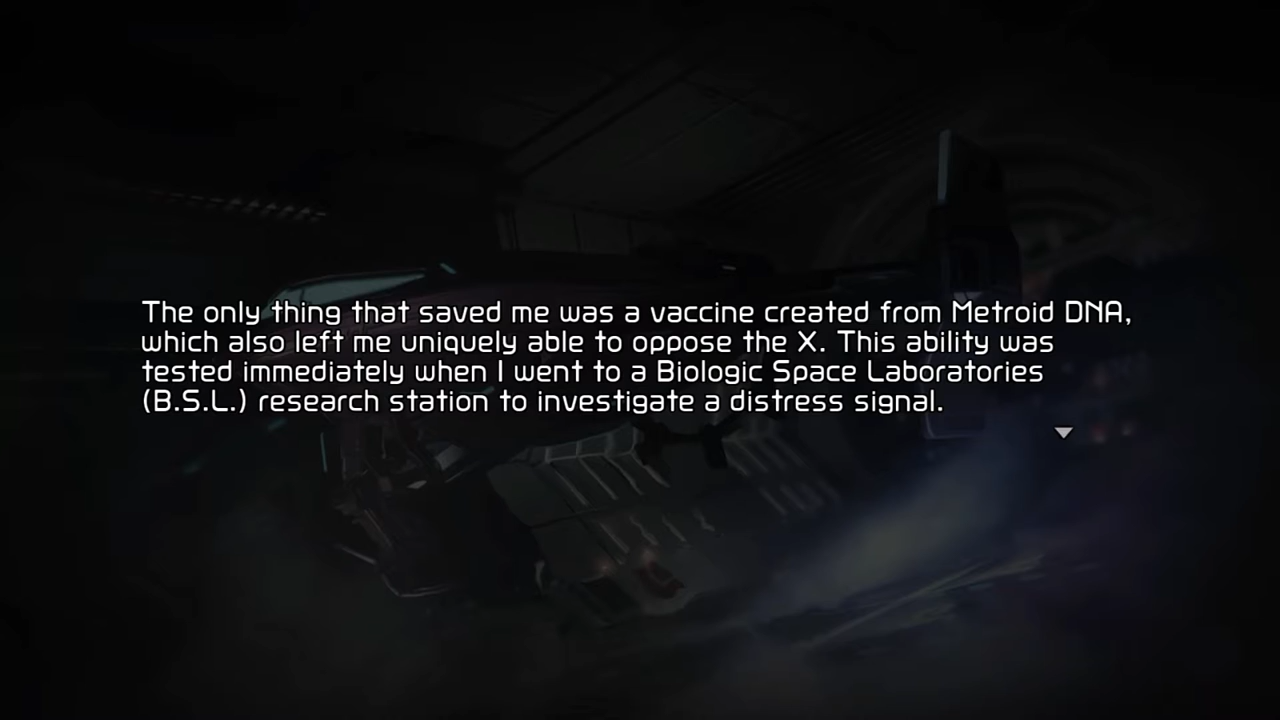 The only thing that saved me was a vaccine created from Metroid DNA,
which also left me uniquely able to oppose the X. This ability was
tested immediately when I went to a Biologic Space Laboratories
(B.S.L.) research station to investigate a distress signal.